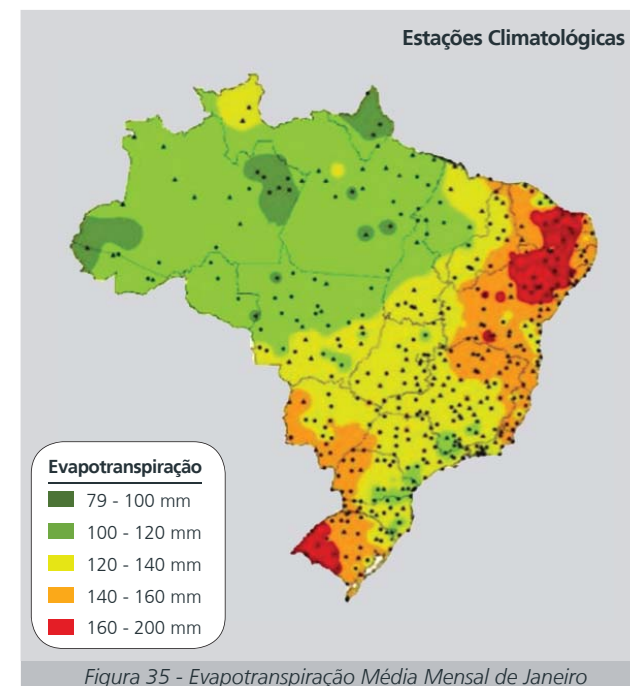 Estações Climatológicas
Evapotranspiração
79 - 100 mm
100 - 120 mm
120 - 140 mm
140 - 160 mm
160 - 200 mm
Figura 35 - Evapotranspiração Média Mensal de Janeiro